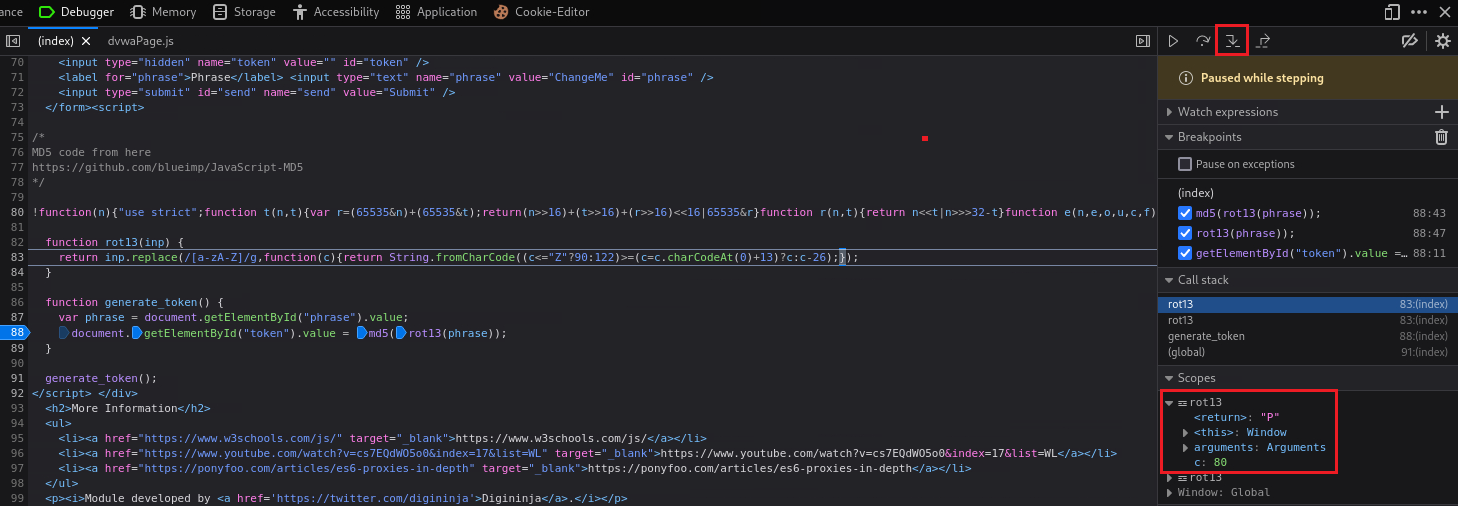 ance Debugger Memory Storage Accessibility Application Cookie-Editor
(index) dvwaPage.js
70 <input type="hidden" name="token" value="" id="token" />
71 <label for="phrase">Phrase</label> <input type="text" name="phrase" value="ChangeMe" id="phrase" />
72 <input type="submit" id="send" name="send" value="Submit" />
73 </form><script>
74
75 /*
76 MD5 code from here
77 https://github.com/blueimp/JavaScript-MD5
78 */
79
80 !function(n){"use strict";function t(n,t){var r=(65535&n)+(65535&t);return(n>>16)+(t>>16)+(r>>16)<<16|65535&r}function r(n,t){return n<<t|n>>>32-t}function e(n,e,o,u,c,f)
81
82 function rot13(inp) {
83 return inp.replace(/[a-zA-Z]/g,function(c){return String.fromCharCode((c<="Z"?90:122)>=(c=c.charCodeAt(0)+13)?c:c-26);});
84 }
85
86 function generate_token() {
87 var phrase = document.getElementById("phrase").value;
88 document.getElementById("token").value = md5(rot13(phrase));
89 }
90
91 generate_token();
92 </script> </div>
93 <h2>More Information</h2>
94 <ul>
95 <li><a href="https://www.w3schools.com/js/" target="_blank">https://www.w3schools.com/js/</a></li>
96 <li><a href="https://www.youtube.com/watch?v=cs7EQdWO5o0&index=17&list=WL" target="_blank">https://www.youtube.com/watch?v=cs7EQdWO5o0&index=17&list=WL</a></li>
97 <li><a href="https://ponyfoo.com/articles/es6-proxies-in-depth" target="_blank">https://ponyfoo.com/articles/es6-proxies-in-depth</a></li>
98 </ul>
99 <p><i>Module developed by <a href='https://twitter.com/digininja'>Digininja</a>.</i></p>
Paused while stepping
Watch expressions
Breakpoints
Pause on exceptions
(index)
md5(rot13(phrase)); 88:43
rot13(phrase)); 88:47
getElementById("token").value =… 88:11
Call stack
rot13 83:(index)
rot13 83:(index)
generate_token 88:(index)
(global) 91:(index)
Scopes
rot13
<return>: "P"
<this>: Window
arguments: Arguments
c: 80
rot13
Window: Global